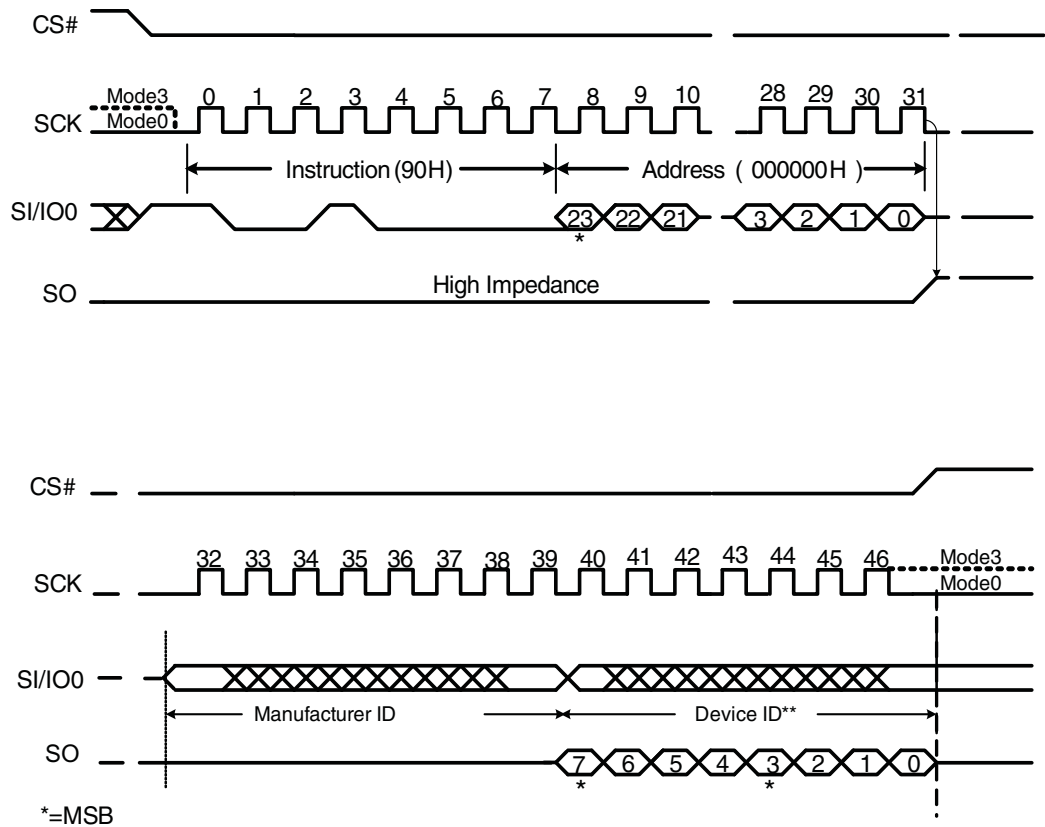 CS#
Mode3
0 1 2 3 4 5 6 7 8 9 10 28 29 30 31
SCK
Mode0
Instruction (90H)
Address ( 000000H )
SI/IO0
23 22 21 3 2 1 0
*
High Impedance
SO
CS#
32 33 34 35 36 37 38 39 40 41 42 43 44 45 46
Mode3
SCK
Mode0
SI/IO0
Manufacturer ID
Device ID**
SO
7 6 5 4 3 2 1 0
* *
*=MSB